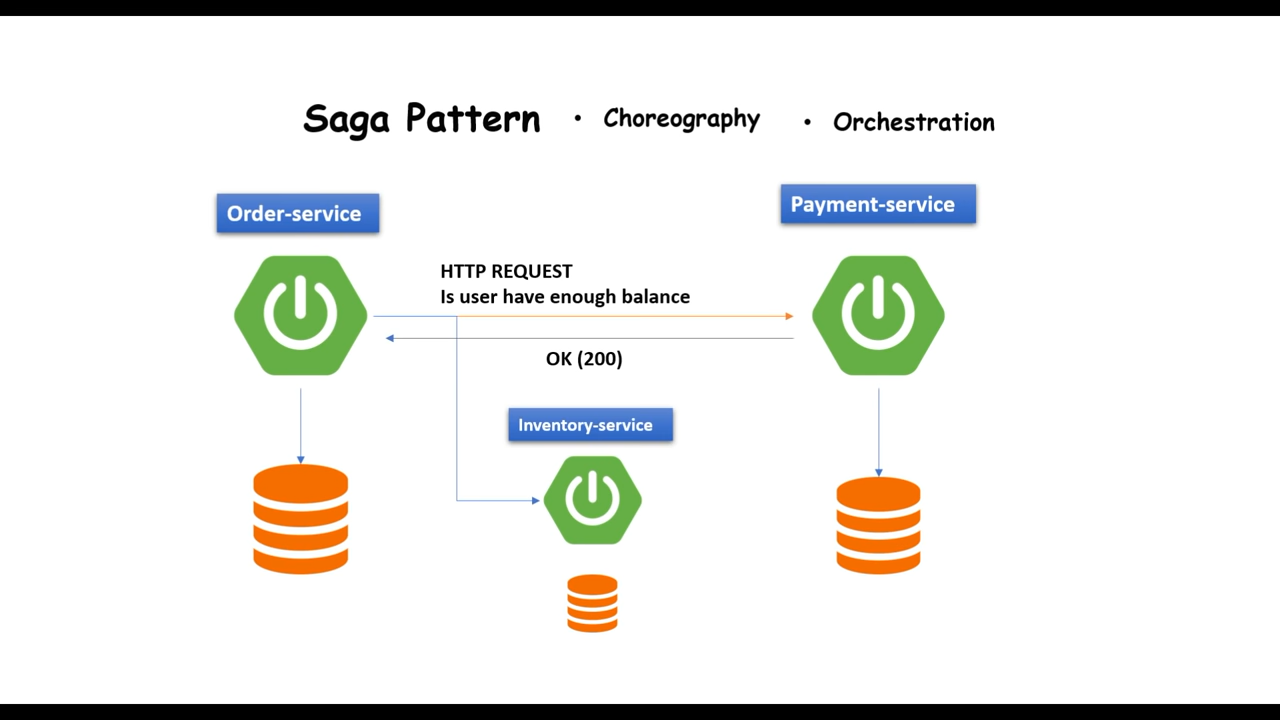 Saga Pattern • Choreography • Orchestration
Order-service
Payment-service
HTTP REQUEST
Is user have enough balance
OK (200)
Inventory-service